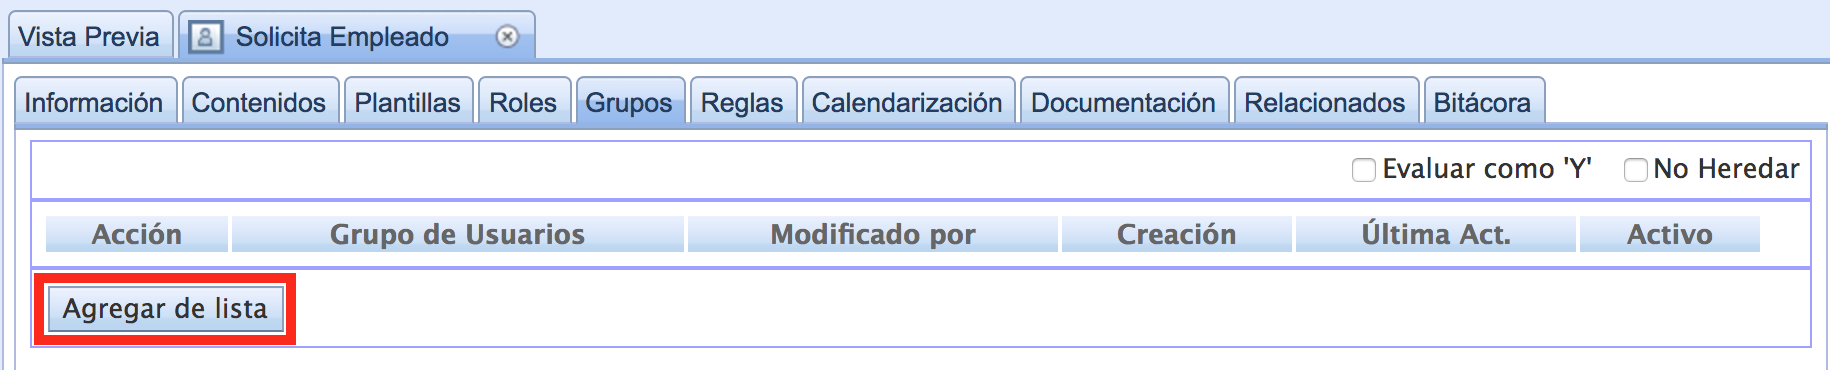 Vista Previa Solicita Empleado
Información Contenidos Plantillas Roles Grupos Reglas Calendarización Documentación Relacionados Bitácora
Evaluar como 'Y' No Heredar
Acción Grupo de Usuarios Modificado por Creación Última Act. Activo
Agregar de lista